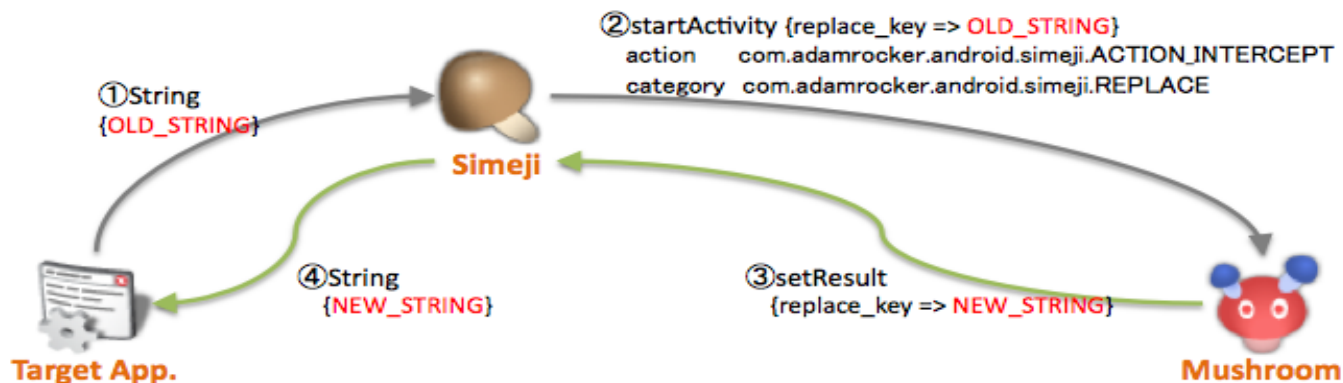 ②startActivity {replace_key => OLD_STRING}
action com.adamrocker.android.simeji.ACTION_INTERCEPT
category com.adamrocker.android.simeji.REPLACE
①String
{OLD_STRING}
Simeji
④String
{NEW_STRING}
③setResult
{replace_key => NEW_STRING}
Target App.
Mushroom